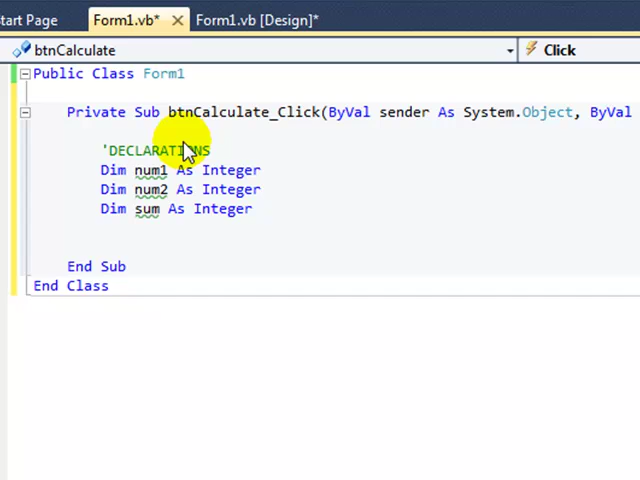 tart Page Form1.vb* Form1.vb [Design]*
btnCalculate Click
Public Class Form1
Private Sub btnCalculate_Click(ByVal sender As System.Object, ByVal
'DECLARATIONS
Dim num1 As Integer
Dim num2 As Integer
Dim sum As Integer
End Sub
End Class